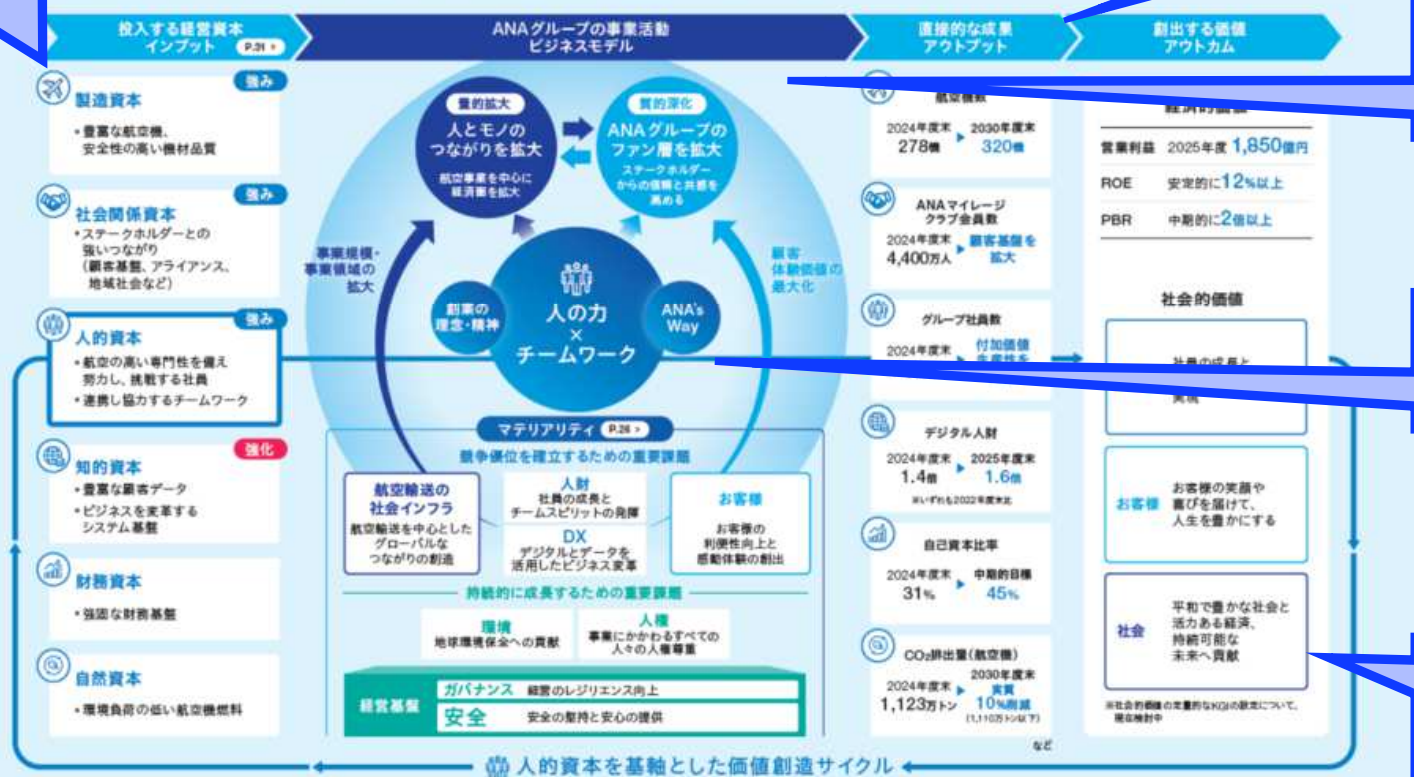 投入する経営資本
インプット P.31
ANAグループの事業活動
ビジネスモデル
直接的な成果
アウトプット
創出する価値
アウトカム
強み
製造資本
・豊富な航空機、
安全性の高い機材品質
強み
社会関係資本
・ステークホルダーとの
強いつながり
(顧客基盤、アライアンス、
地域社会など)
強み
人的資本
・航空の高い専門性を備え
努力し、挑戦する社員
・連携し協力するチームワーク
強化
知的資本
・豊富な顧客データ
・ビジネスを変革する
システム基盤
財務資本
・強固な財務基盤
自然資本
・環境負荷の低い航空機燃料
量的拡大
人とモノの
つながりを拡大
航空事業を中心に
経済圏を拡大
質的深化
ANAグループの
ファン層を拡大
ステークホルダー
からの信頼と共感を
高める
事業規模・
事業領域の
拡大
顧客
体験価値の
最大化
創業の
理念・精神
人の力
×
チームワーク
ANA's
Way
マテリアリティ P.26
競争優位を確立するための重要課題
航空輸送の
社会インフラ
航空輸送を中心とした
グローバルな
つながりの創造
人財
社員の成長と
チームスピリットの発揮
DX
デジタルとデータを
活用したビジネス変革
お客様
お客様の
利便性向上と
感動体験の創出
持続的に成長するための重要課題
環境
地球環境保全への貢献
人権
事業にかかわるすべての
人々の人権尊重
経営基盤
ガバナンス 経営のレジリエンス向上
安全 安全の堅持と安心の提供
航空機数
2024年度末 2030年度末
278機 320機
ANAマイレージ
クラブ会員数
2024年度末 顧客基盤を
4,400万人 拡大
グループ社員数
2024年度末 付加価値
生産性を
デジタル人財
2024年度末 2025年度末
1.4倍 1.6倍
※いずれも2022年度末比
自己資本比率
2024年度末 中期的目標
31% 45%
CO₂排出量(航空機)
2024年度末 2030年度末
1,123万トン 実質
10%削減
(1,110万トン以下)
など
経済的価値
営業利益 2025年度 1,850億円
ROE 安定的に12%以上
PBR 中期的に2倍以上
社会的価値
社員の成長と
実現
お客様
お客様の笑顔や
喜びを届けて、
人生を豊かにする
社会
平和で豊かな社会と
活力ある経済、
持続可能な
未来へ貢献
※社会的価値の定量的なKGIの設定について、
現在検討中
人的資本を基軸とした価値創造サイクル